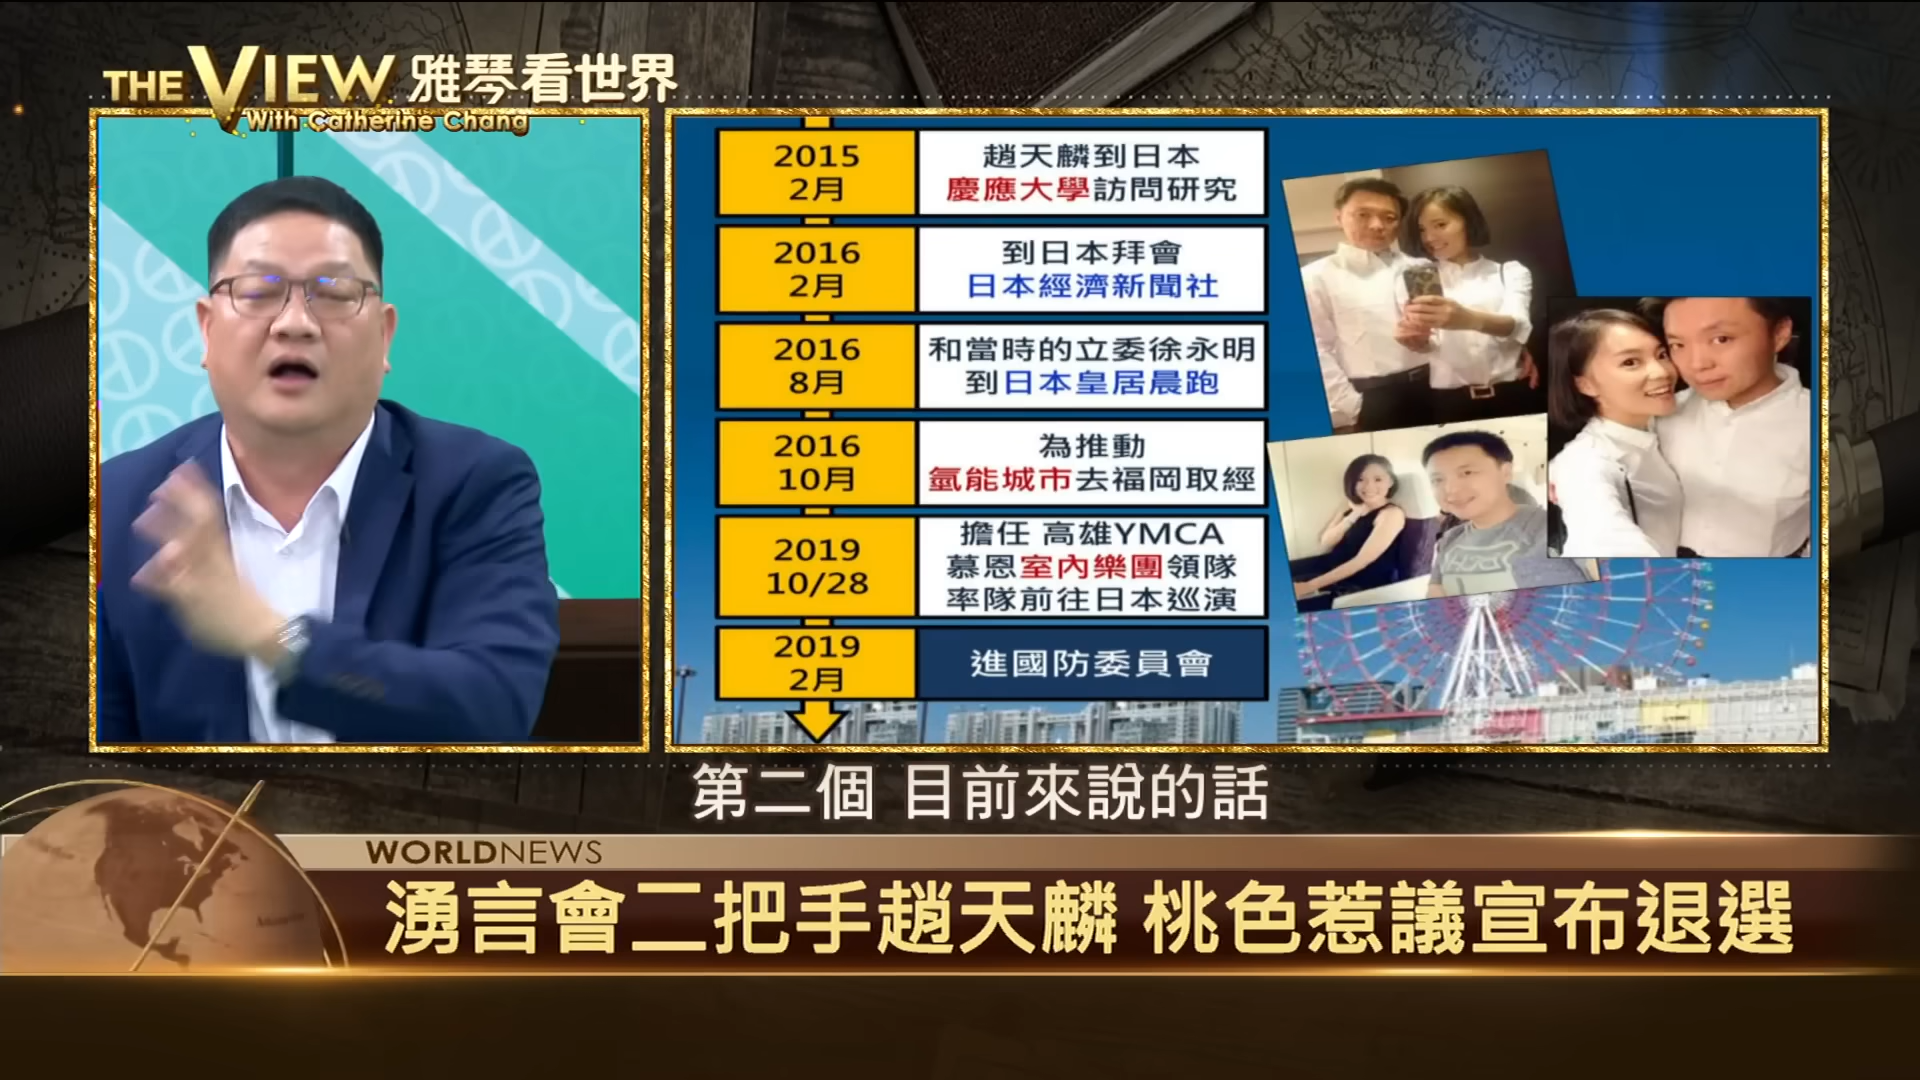 THE VIEW 雅琴看世界
With Catherine Chang
2015
2月
趙天麟到日本
慶應大學訪問研究
2016
2月
到日本拜會
日本經濟新聞社
2016
8月
和當時的立委徐永明
到日本皇居晨跑
2016
10月
為推動
氫能城市去福岡取經
2019
10/28
擔任 高雄YMCA
慕恩室內樂團領隊
率隊前往日本巡演
2019
2月
進國防委員會
第二個 目前來說的話
WORLDNEWS
湧言會二把手趙天麟 桃色惹議宣布退選